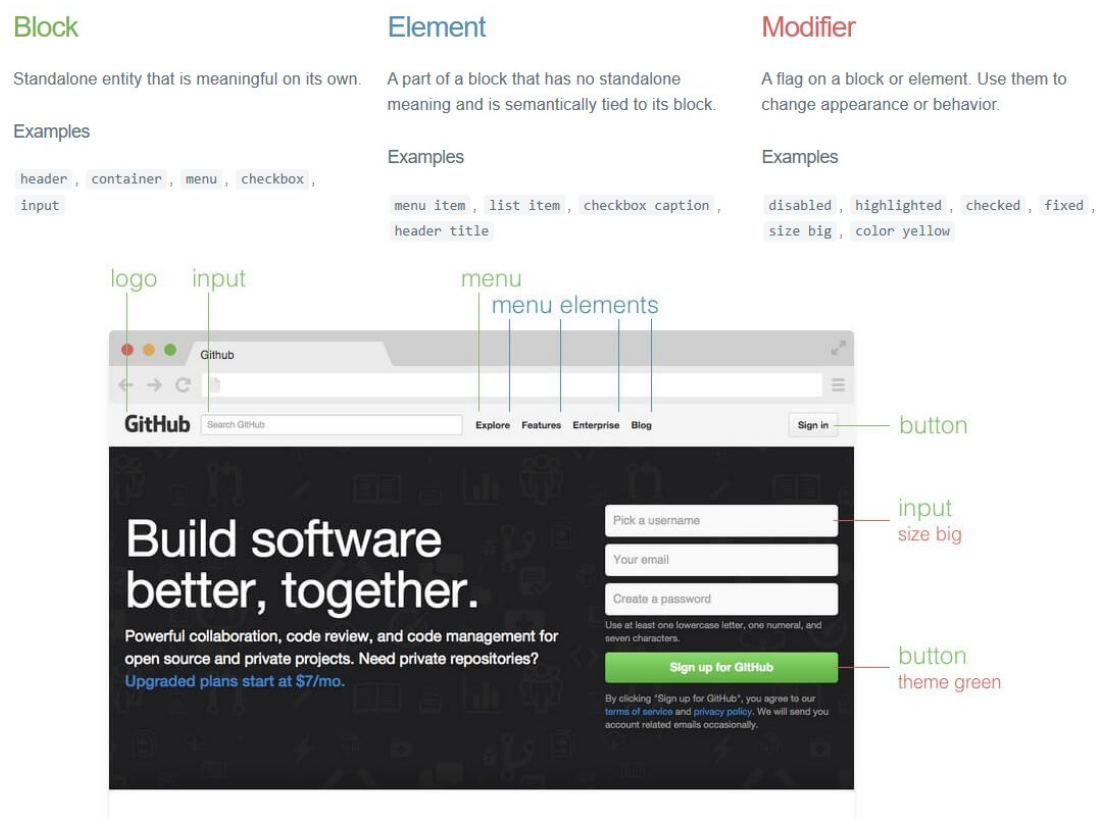 Block
Standalone entity that is meaningful on its own.
Examples
header , container , menu , checkbox ,
input
Element
A part of a block that has no standalone
meaning and is semantically tied to its block.
Examples
menu item , list item , checkbox caption ,
header title
Modifier
A flag on a block or element. Use them to
change appearance or behavior.
Examples
disabled , highlighted , checked , fixed ,
size big , color yellow
logo input menu
menu elements
Github
GitHub Search GitHub Explore Features Enterprise Blog Sign in button
Build software
better, together.
Powerful collaboration, code review, and code management for
open source and private projects. Need private repositories?
Upgraded plans start at $7/mo.
Pick a username
input
size big
Your email
Create a password
Use at least one lowercase letter, one numeral, and
seven characters.
Sign up for GitHub
button
theme green
By clicking "Sign up for GitHub", you agree to our
terms of service and privacy policy. We will send you
account related emails occasionally.